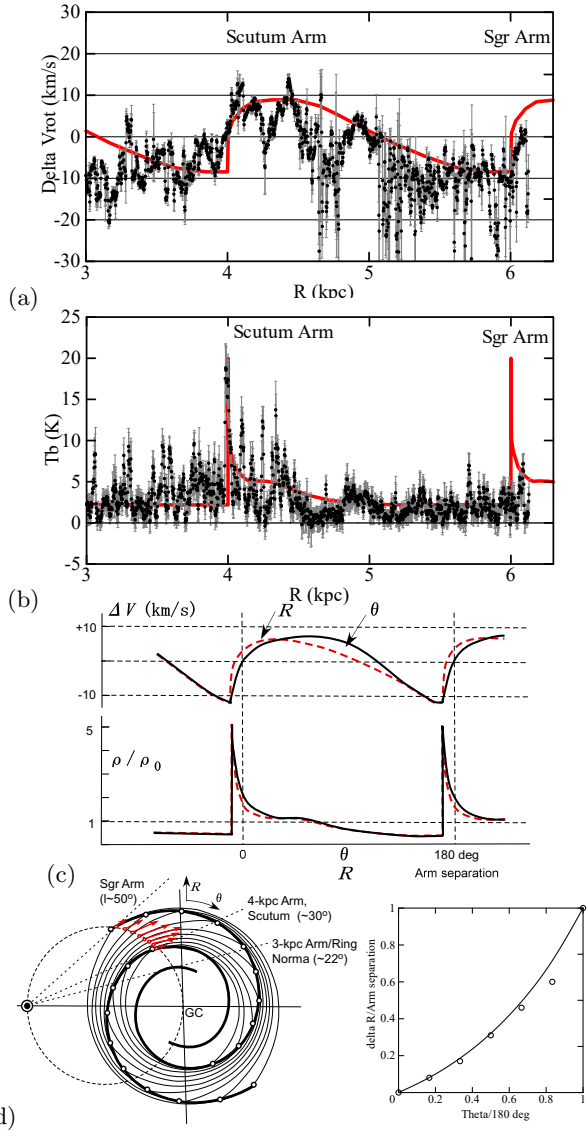 Scutum Arm
Sgr Arm
30
20
10
0
-10
-20
-30
Delta Vrot (km/s)
3
4
5
6
R (kpc)
(a)
Scutum Arm
Sgr Arm
25
20
15
10
5
0
-5
Tb (K)
3
4
5
6
R (kpc)
(b)
ΔV (km/s)
R
θ
+10
-10
5
ρ/ρ0
1
(c)
0
θ
R
180 deg
Arm separation
Sgr Arm
(l~50º)
R
θ
4-kpc Arm,
Scutum (~30º)
3-kpc Arm/Ring
Norma (~22º)
GC
d)
delta R/Arm separation
1
0.8
0.6
0.4
0.2
0
0.2
0.4
0.6
0.8
1
Theta/180 deg